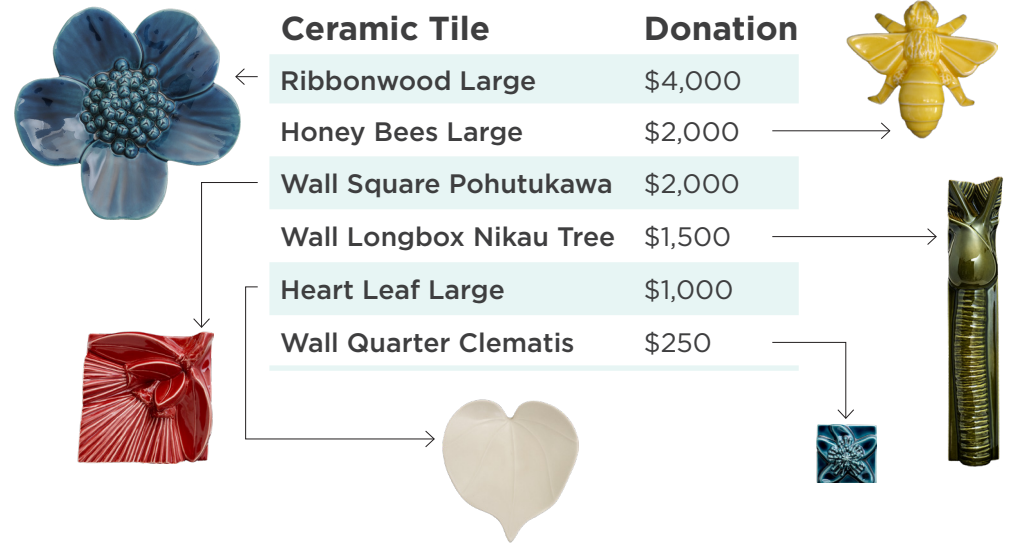 Ceramic Tile Donation
Ribbonwood Large $4,000
Honey Bees Large $2,000
Wall Square Pohutukawa $2,000
Wall Longbox Nikau Tree $1,500
Heart Leaf Large $1,000
Wall Quarter Clematis $250